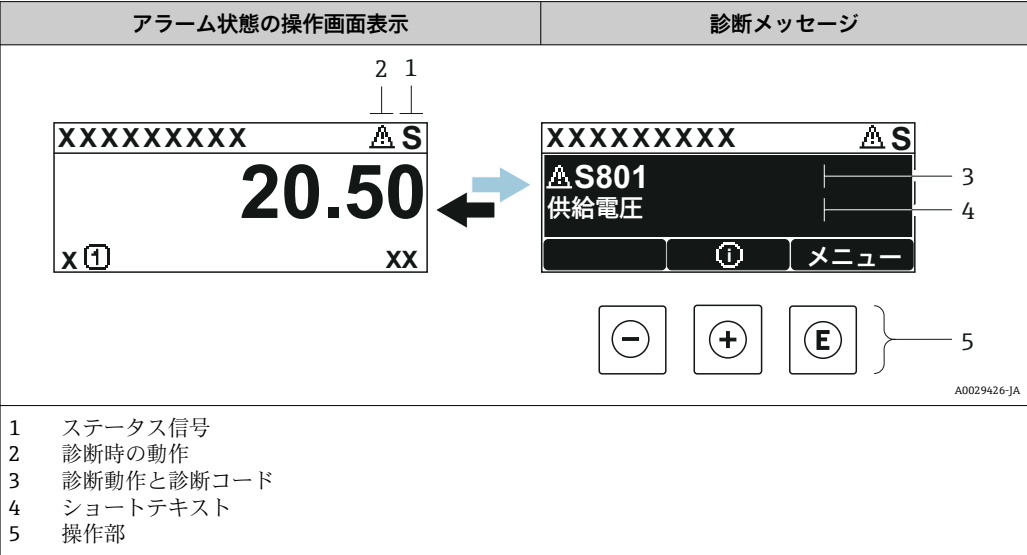 アラーム状態の操作画面表示
診断メッセージ
2 1
XXXXXXXXX S
20.50
X 1 XX
XXXXXXXXX S
S801
供給電圧
i メニュー
3
4
- + E
5
A0029426-JA
1 ステータス信号
2 診断時の動作
3 診断動作と診断コード
4 ショートテキスト
5 操作部